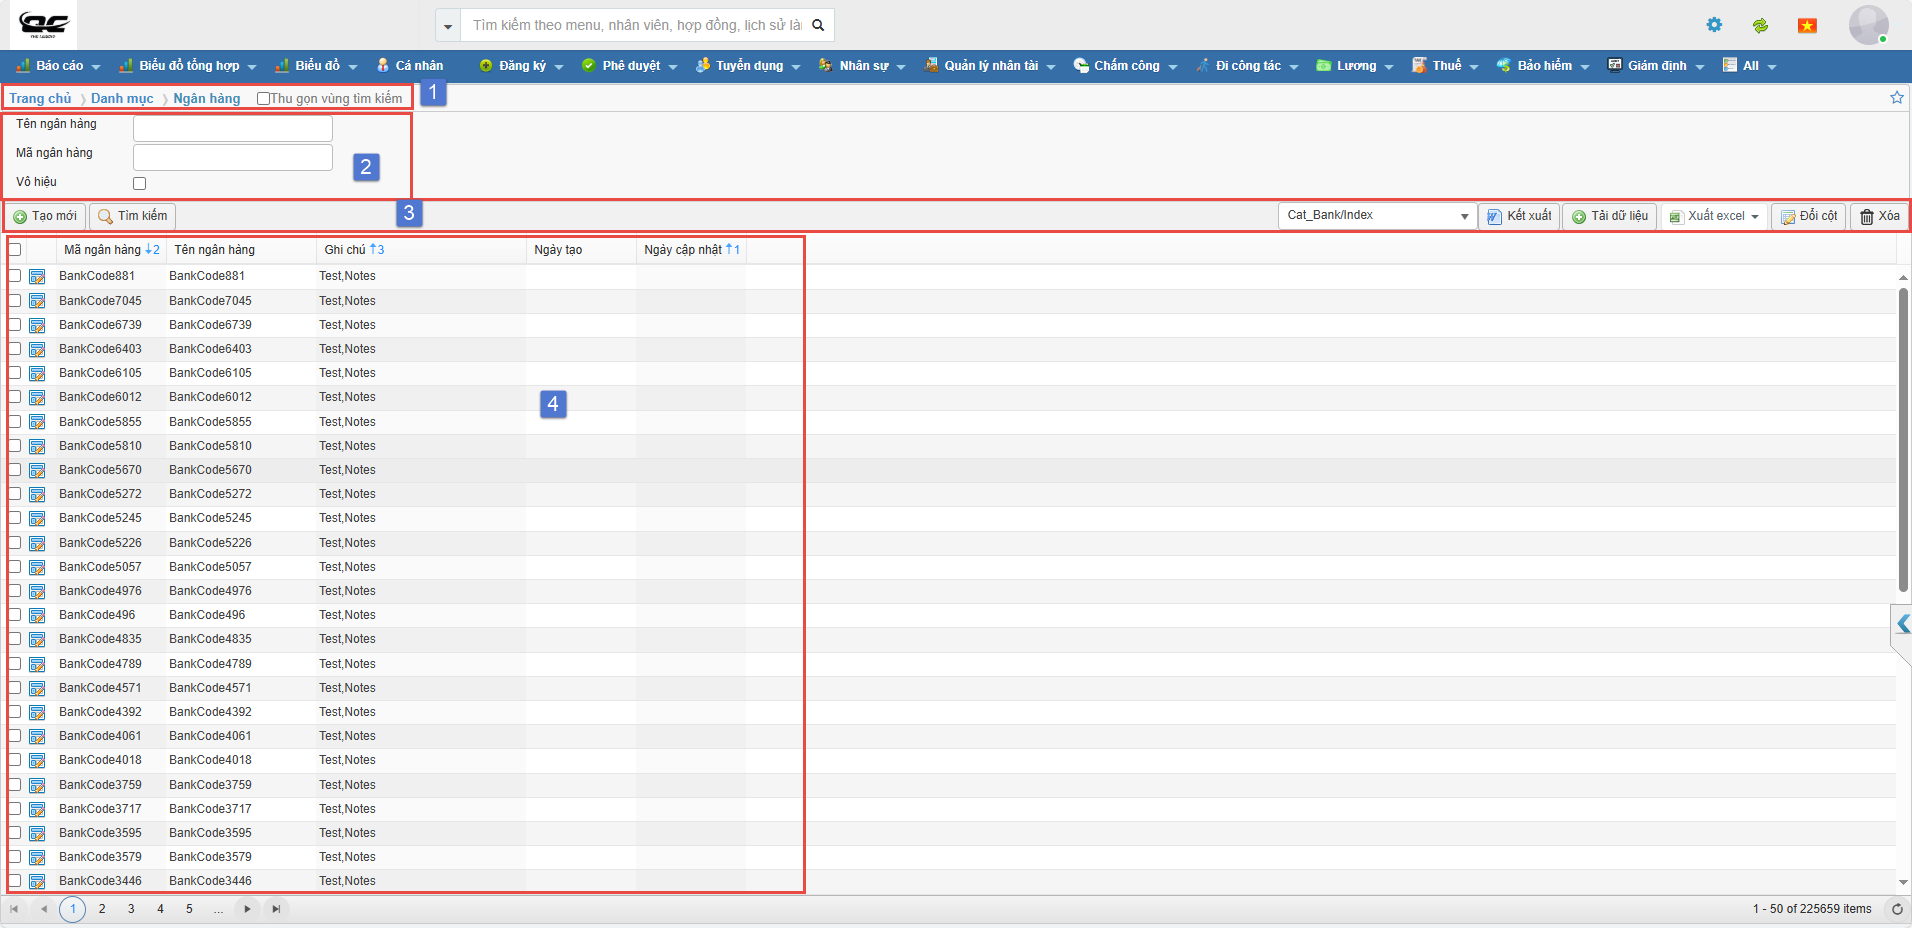 Tìm kiếm theo menu, nhân viên, hợp đồng, lịch sử làr
Báo cáo Biểu đồ tổng hợp Biểu đồ Cá nhân Đăng ký Phê duyệt Tuyển dụng Nhân sự Quản lý nhân tài Chấm công Đi công tác Lương Thuế Bảo hiểm Giám định All
Trang chủ Danh mục Ngân hàng Thu gọn vùng tìm kiếm 1
Tên ngân hàng
Mã ngân hàng
2
Vô hiệu
3
Tạo mới Tìm kiếm Cat_Bank/Index Kết xuất Tải dữ liệu Xuất excel Đổi cột Xóa
Mã ngân hàng ↓2 Tên ngân hàng Ghi chú ↑3 Ngày tạo Ngày cập nhật ↑1
BankCode881 BankCode881 Test,Notes
BankCode7045 BankCode7045 Test,Notes
BankCode6739 BankCode6739 Test,Notes
BankCode6403 BankCode6403 Test,Notes
BankCode6105 BankCode6105 Test,Notes
BankCode6012 BankCode6012 Test,Notes
4
BankCode5855 BankCode5855 Test,Notes
BankCode5810 BankCode5810 Test,Notes
BankCode5670 BankCode5670 Test,Notes
BankCode5272 BankCode5272 Test,Notes
BankCode5245 BankCode5245 Test,Notes
BankCode5226 BankCode5226 Test,Notes
BankCode5057 BankCode5057 Test,Notes
BankCode4976 BankCode4976 Test,Notes
BankCode496 BankCode496 Test,Notes
BankCode4835 BankCode4835 Test,Notes
BankCode4789 BankCode4789 Test,Notes
BankCode4571 BankCode4571 Test,Notes
BankCode4392 BankCode4392 Test,Notes
BankCode4061 BankCode4061 Test,Notes
BankCode4018 BankCode4018 Test,Notes
BankCode3759 BankCode3759 Test,Notes
BankCode3717 BankCode3717 Test,Notes
BankCode3595 BankCode3595 Test,Notes
BankCode3579 BankCode3579 Test,Notes
BankCode3446 BankCode3446 Test,Notes
1 2 3 4 5 ... 1 - 50 of 225659 items